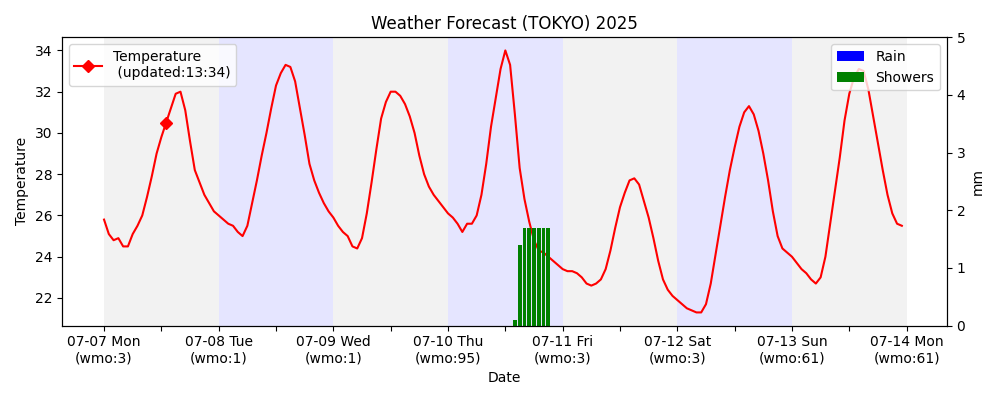 Weather Forecast (TOKYO) 2025
Temperature
(updated:13:34)
Rain
Showers
34
32
30
28
26
24
22
Temperature
5
4
3
2
1
0
mm
07-07 Mon
(wmo:3)
07-08 Tue
(wmo:1)
07-09 Wed
(wmo:1)
07-10 Thu
(wmo:95)
07-11 Fri
(wmo:3)
07-12 Sat
(wmo:3)
07-13 Sun
(wmo:61)
07-14 Mon
(wmo:61)
Date